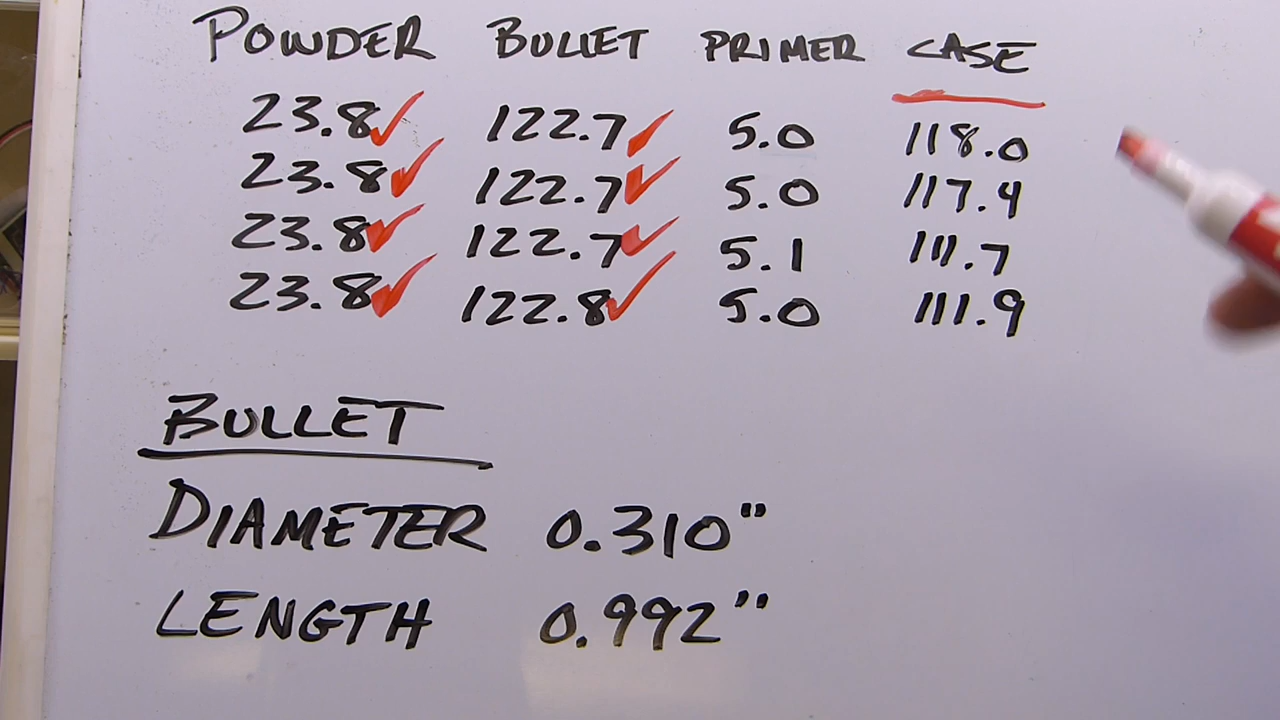 POWDER BULLET PRIMER CASE
23.8✓ 122.7✓ 5.0 118.0
23.8✓ 122.7✓ 5.0 117.4
23.8✓ 122.7✓ 5.1 111.7
23.8✓ 122.8✓ 5.0 111.9
BULLET
DIAMETER 0.310"
LENGTH 0.992"